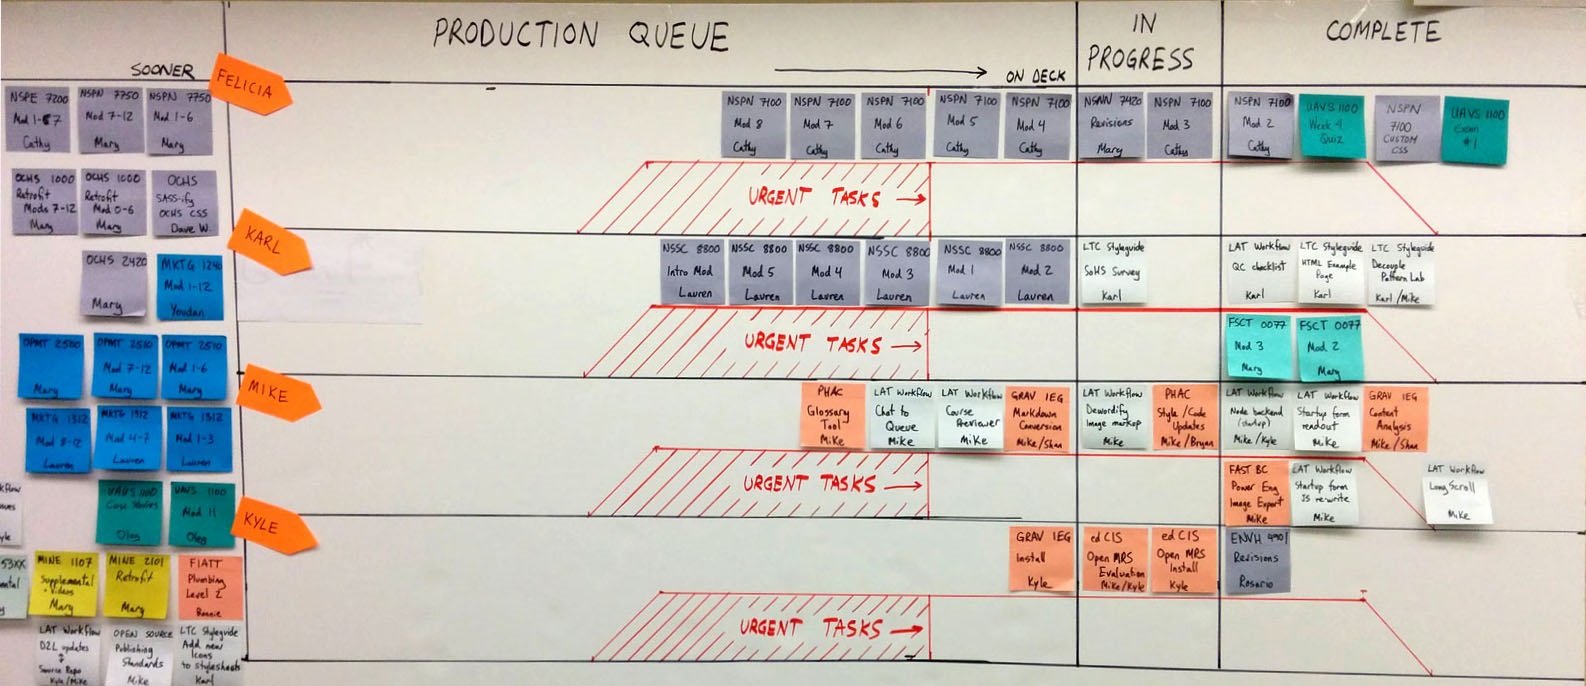 PRODUCTION QUEUE
IN
PROGRESS
COMPLETE
SOONER
ON DECK
FELICIA
NSPE 7200
Mod 1-7
Cathy
NSPN 7750
Mod 7-12
Mary
NSPN 7750
Mod 1-6
Mary
NSPN 7100
Mod 8
Cathy
NSPN 7100
Mod 7
Cathy
NSPN 7100
Mod 6
Cathy
NSPN 7100
Mod 5
Cathy
NSPN 7100
Mod 4
Cathy
NSNN 7420
Revisions
Mary
NSPN 7100
Mod 3
Cathy
NSPN 7100
Mod 2
Cathy
UAVS 1100
Week 4
Quiz
NSPN
7100
CUSTOM
CSS
UAVS 1100
Exam
#1
OCHS 1000
Retrofit
Mods 7-12
Mary
OCHS 1000
Retrofit
Mod 0-6
Mary
OCHS
SASS-ify
OCHS CSS
Dave W.
URGENT TASKS
KARL
OCHS 2420
Mary
MKTG 1240
Mod 1-12
Youdan
NSSC 8800
Intro Mod
Lauren
NSSC 8800
Mod 5
Lauren
NSSC 8800
Mod 4
Lauren
NSSC 8800
Mod 3
Lauren
NSSC 8800
Mod 1
Lauren
NSSC 8800
Mod 2
Lauren
LTC Styleguide
SoHS Survey
Karl
LAT Workflow
QC checklist
Karl
LTC Styleguide
HTML Example
Page
Karl
LTC Styleguide
Decouple
Pattern Lab
Karl/Mike
OPMT 2500
Mary
OPMT 2510
Mod 7-12
Mary
OPMT 2510
Mod 1-6
Mary
URGENT TASKS
FSCT 0077
Mod 3
Mary
FSCT 0077
Mod 2
Mary
MIKE
MKTG 1312
Mod 8-12
Lauren
MKTG 1312
Mod 4-7
Lauren
MKTG 1312
Mod 1-3
Lauren
PHAC
Glossary
Tool
Mike
LAT Workflow
Chat to
Queue
Mike
LAT Workflow
Course
Previewer
Mike
GRAV IEG
Markdown
Conversion
Mike/Shan
LAT Workflow
Dewordify
Image markup
Mike
PHAC
Style/Code
Updates
Mike/Bryan
LAT Workflow
Node backend
(startup)
Mike/Kyle
LAT Workflow
Startup form
readout
Mike
GRAV IEG
Content
Analysis
Mike/Shan
UAVS 1100
Case Studies
Oleg
UAVS 1100
Mod 11
Oleg
URGENT TASKS
FAST BC
Power Eng
Image Export
Mike
LAT Workflow
Startup form
JS re-write
Mike
LAT Workflow
Long Scroll
Mike
KYLE
53XX
MINE 1107
Supplemental
Videos
Mary
MINE 2101
Retrofit
Mary
FIATT
Plumbing
Level 2
Bonnie
GRAV IEG
Install
Kyle
ed CIS
Open MRS
Evaluation
Mike/Kyle
ed CIS
Open MRS
Install
Kyle
ENVH 4901
Revisions
Rosario
LAT Workflow
D2L updates
Source Repo
Kyle/Mike
OPEN SOURCE
Publishing
Standards
Mike
LTC Styleguide
Add new
Icons
to stylesheets
Karl
URGENT TASKS